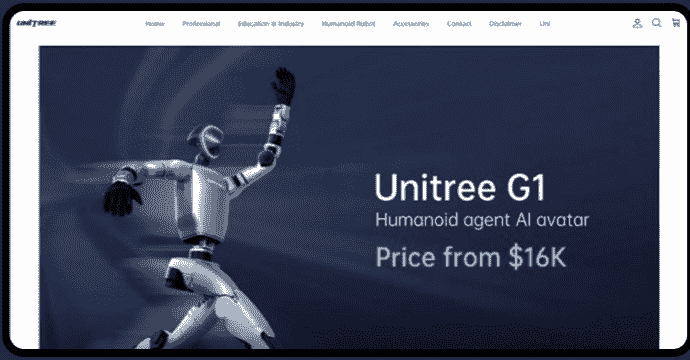 UNITREE
Home Professional Education & Industry Humanoid Robot Accessories Contact Disclaimer Uni
Unitree G1
Humanoid agent AI avatar
Price from $16K